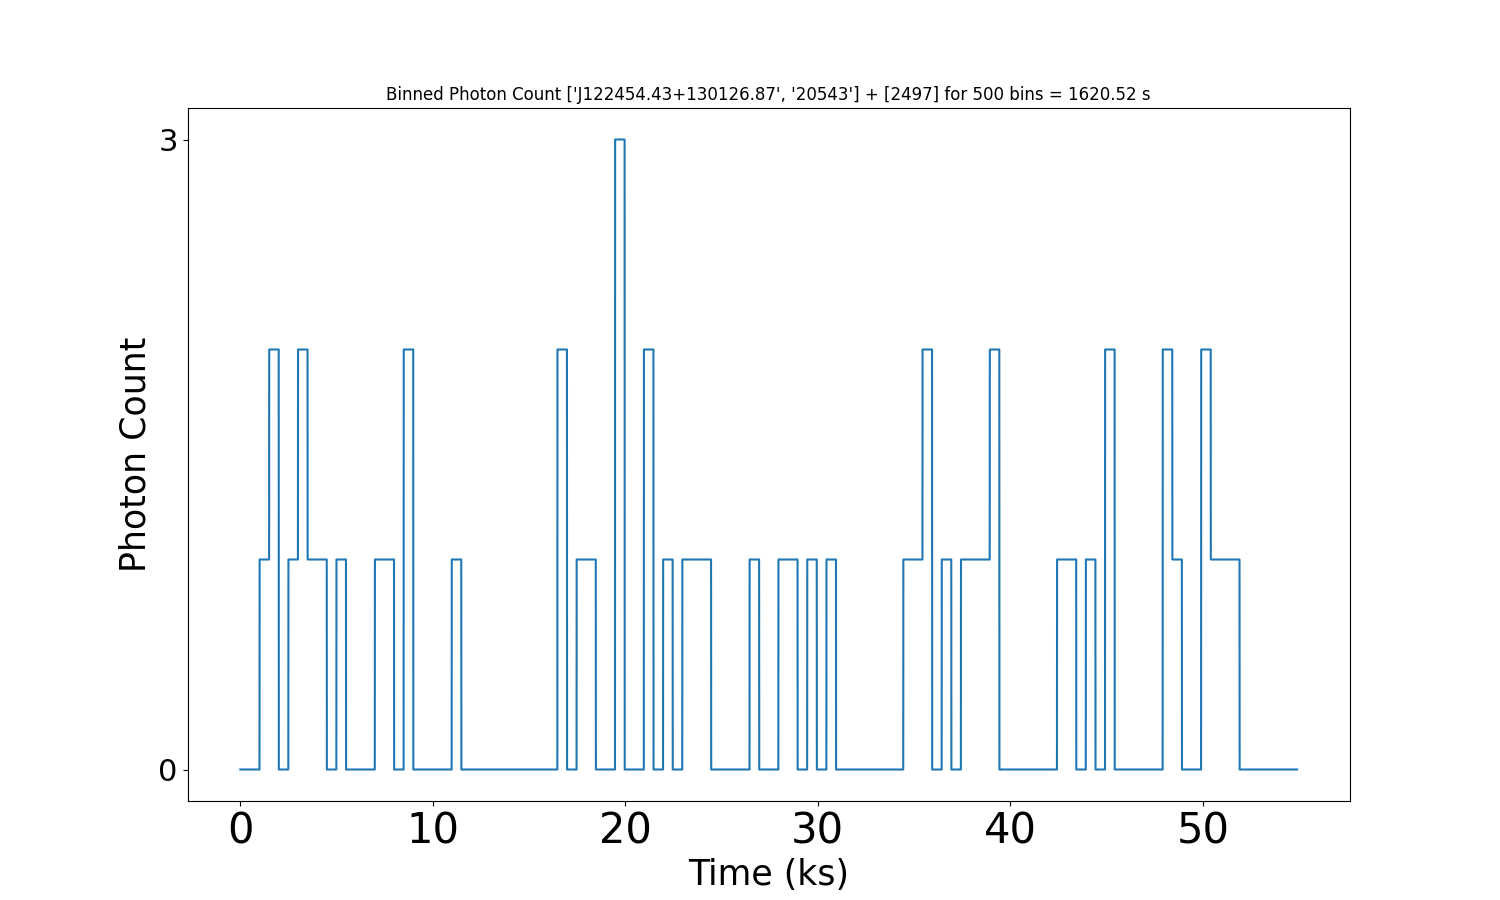 Binned Photon Count ['J122454.43+130126.87', '20543'] + [2497] for 500 bins = 1620.52 s
3
Photon Count
0
0 10 20 30 40 50
Time (ks)